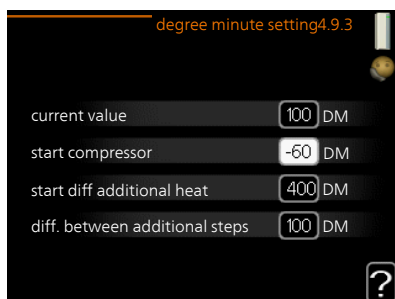 degree minute setting4.9.3
current value 100 DM
start compressor -60 DM
start diff additional heat 400 DM
diff. between additional steps 100 DM
?